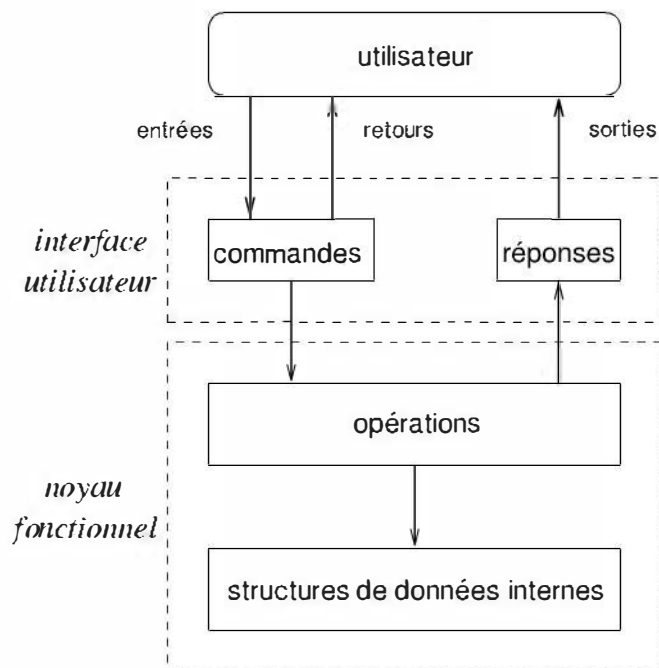 utilisateur
entrées
retours
sorties
interface
utilisateur
commandes
réponses
opérations
noyau
fonctionnel
structures de données internes